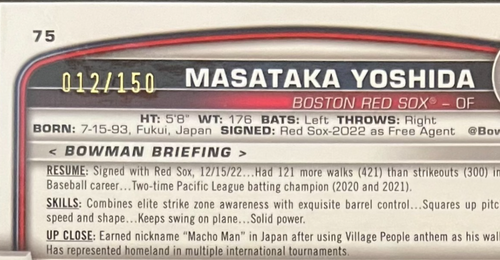 75
012/150 MASATAKA YOSHIDA
BOSTON RED SOX® – OF
HT: 5'8" WT: 176 BATS: Left THROWS: Right
BORN: 7-15-93, Fukui, Japan SIGNED: Red Sox-2022 as Free Agent @Bow
< BOWMAN BRIEFING >
RESUME: Signed with Red Sox, 12/15/22...Had 121 more walks (421) than strikeouts (300) in
Baseball career...Two-time Pacific League batting champion (2020 and 2021).
SKILLS: Combines elite strike zone awareness with exquisite barrel control...Squares up pitc
speed and shape...Keeps swing on plane...Solid power.
UP CLOSE: Earned nickname “Macho Man” in Japan after using Village People anthem as his wal
Has represented homeland in multiple international tournaments.